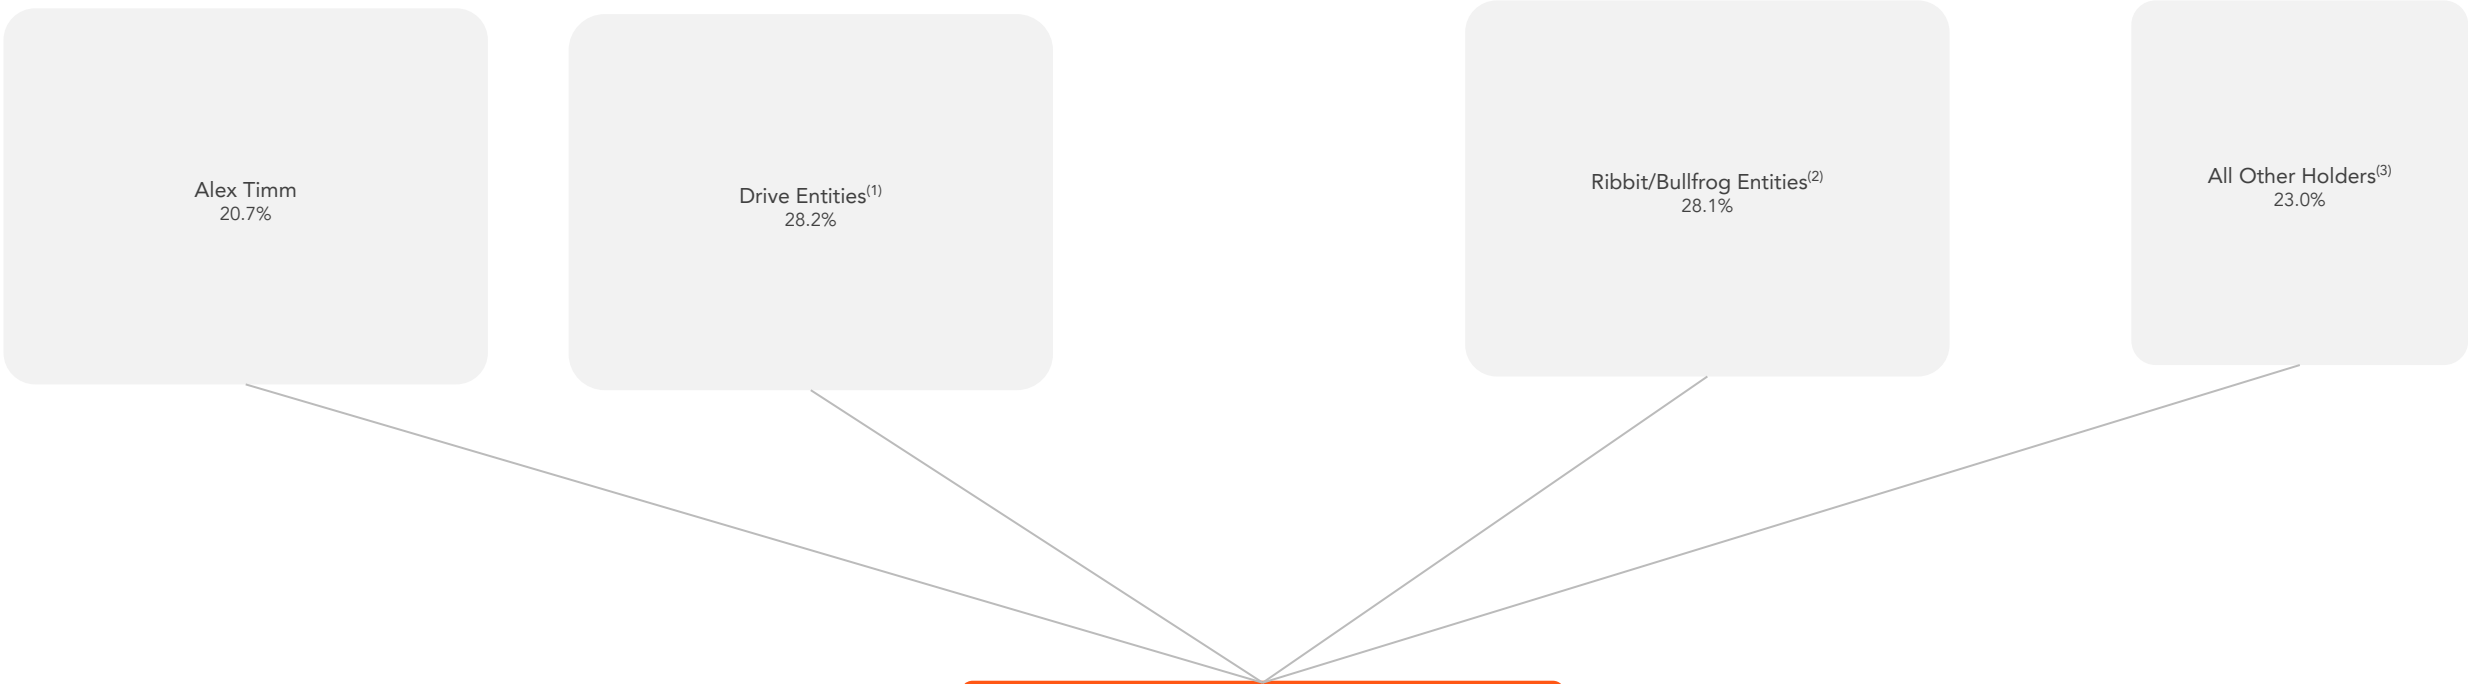 Alex Timm
20.7%
Drive Entities(1)
28.2%
Ribbit/Bullfrog Entities(2)
28.1%
All Other Holders(3)
23.0%